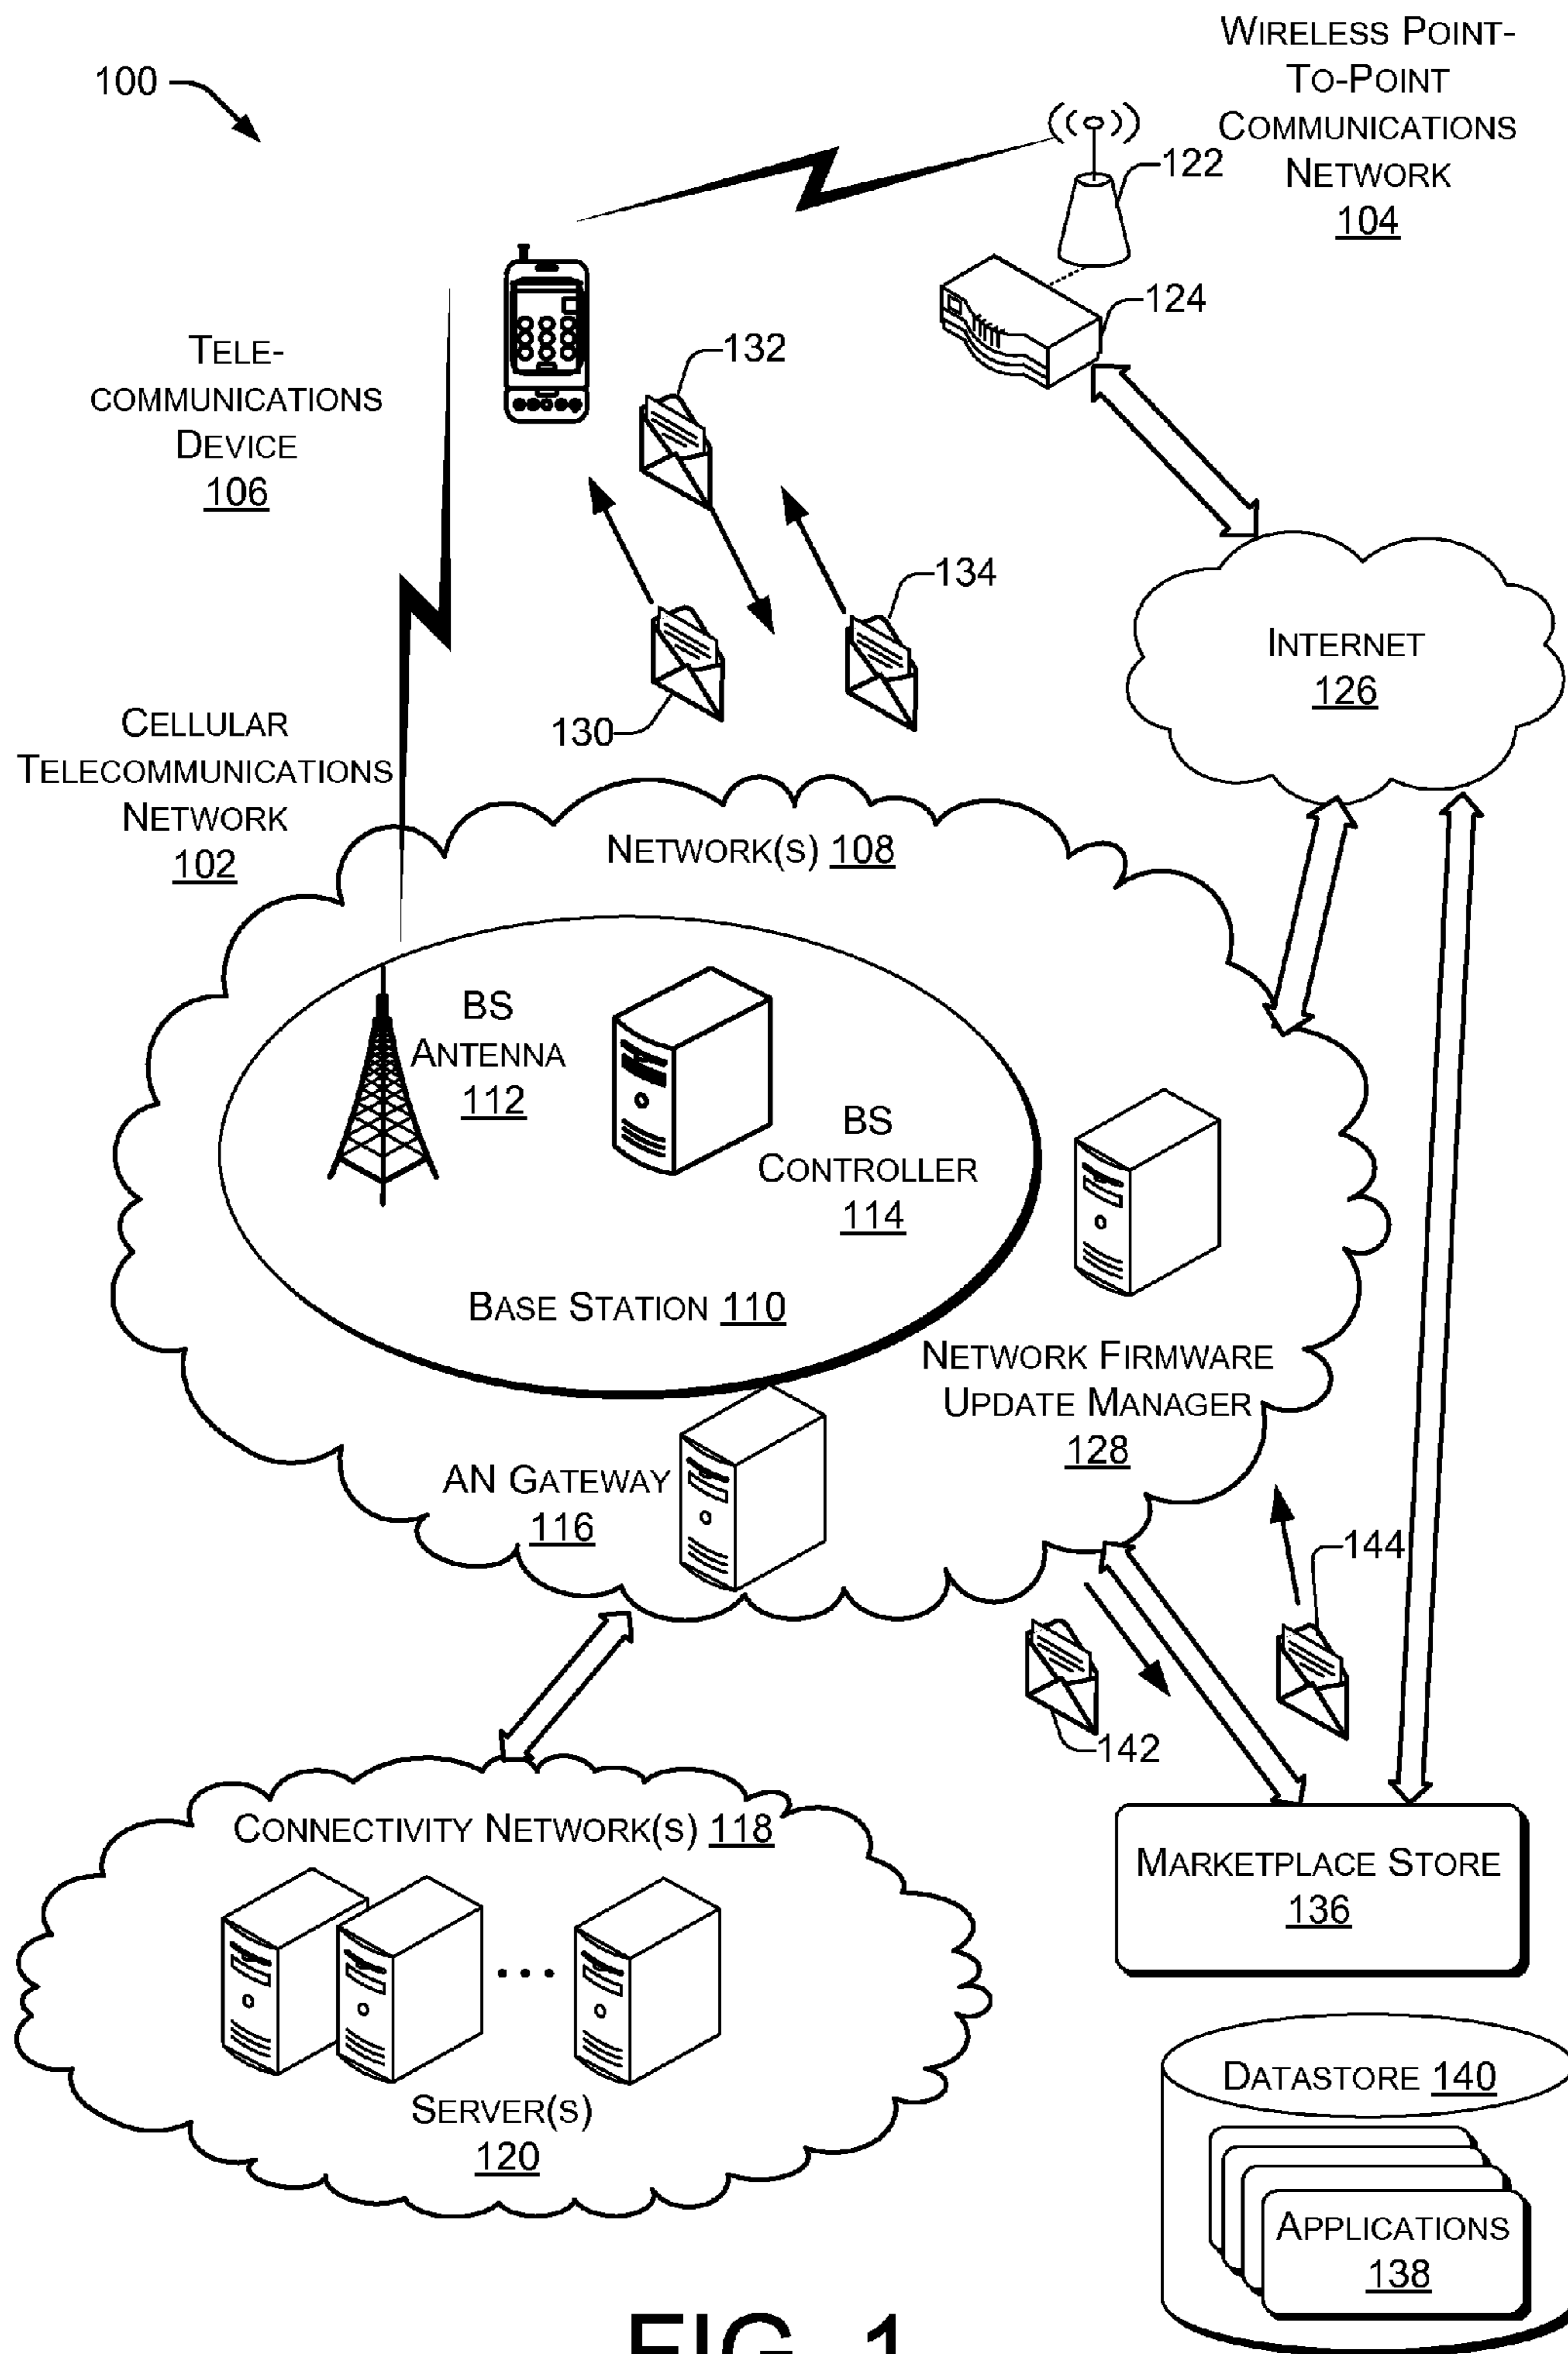 100
WIRELESS POINT-
TO-POINT
COMMUNICATIONS
NETWORK
104
122
124
TELE-
COMMUNICATIONS
DEVICE
106
132
134
130
INTERNET
126
CELLULAR
TELECOMMUNICATIONS
NETWORK
102
NETWORK(S) 108
BS
ANTENNA
112
BS
CONTROLLER
114
BASE STATION 110
NETWORK FIRMWARE
UPDATE MANAGER
128
AN GATEWAY
116
144
142
CONNECTIVITY NETWORK(S) 118
SERVER(S)
120
MARKETPLACE STORE
136
DATASTORE 140
APPLICATIONS
138
FIG. 1